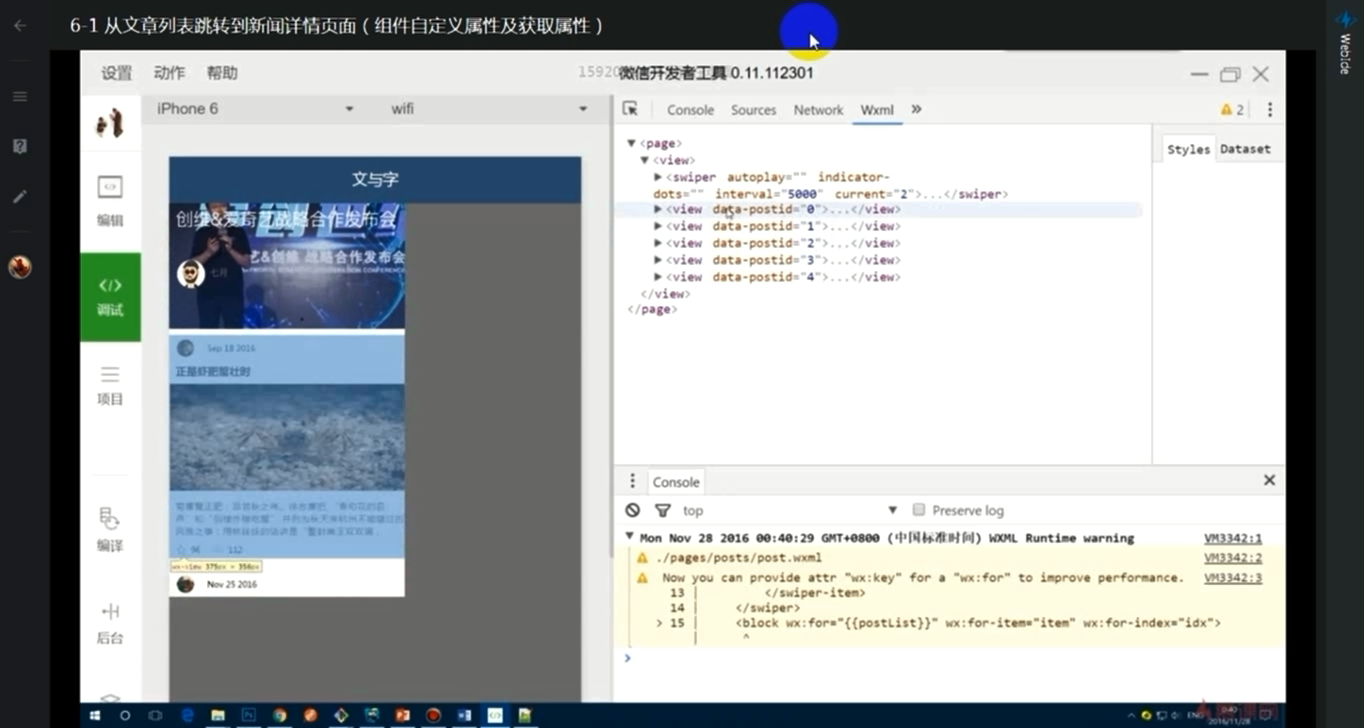 6-1 从文章列表跳转到新闻详情页面（组件自定义属性及获取属性）
WebIde
设置 动作 帮助
微信开发者工具 0.11.112301
iPhone 6 wifi
Console Sources Network Wxml » 2
编辑
调试
项目
编译
后台
文与字
创维&爱奇艺战略合作发布会
艺&创维 战略合作发布会
七月
Sep 18 2016
正是虾肥蟹壮时
96 112
wx-view 375px × 356px
Nov 25 2016
▼<page>
▼<view>
▶<swiper autoplay="" indicator-
dots="" interval="5000" current="2">...</swiper>
▶<view data-postid="0">...</view>
▶<view data-postid="1">...</view>
▶<view data-postid="2">...</view>
▶<view data-postid="3">...</view>
▶<view data-postid="4">...</view>
</view>
</page>
Styles Dataset
Console
top Preserve log
Mon Nov 28 2016 00:40:29 GMT+0800 (中国标准时间) WXML Runtime warning VM3342:1
./pages/posts/post.wxml VM3342:2
Now you can provide attr "wx:key" for a "wx:for" to improve performance. VM3342:3
13 | </swiper-item>
14 | </swiper>
> 15 | <block wx:for="{{postList}}" wx:for-item="item" wx:for-index="idx">
| ^
>
ENG 0:40
2016/11/28